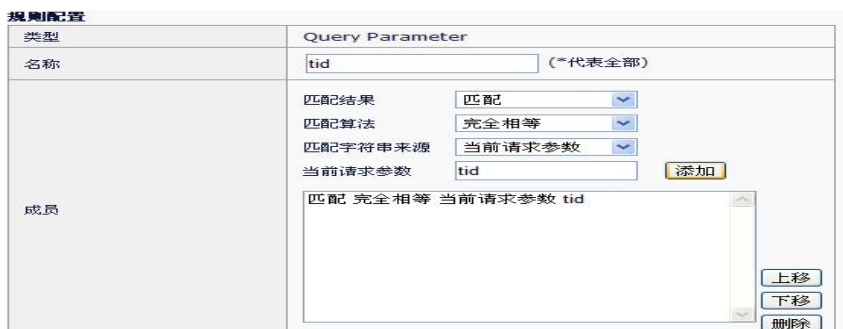 规则配置
类型 Query Parameter
名称 tid (*代表全部)
匹配结果 匹配
匹配算法 完全相等
匹配字符串来源 当前请求参数
当前请求参数 tid 添加
成员 匹配 完全相等 当前请求参数 tid
上移
下移
删除